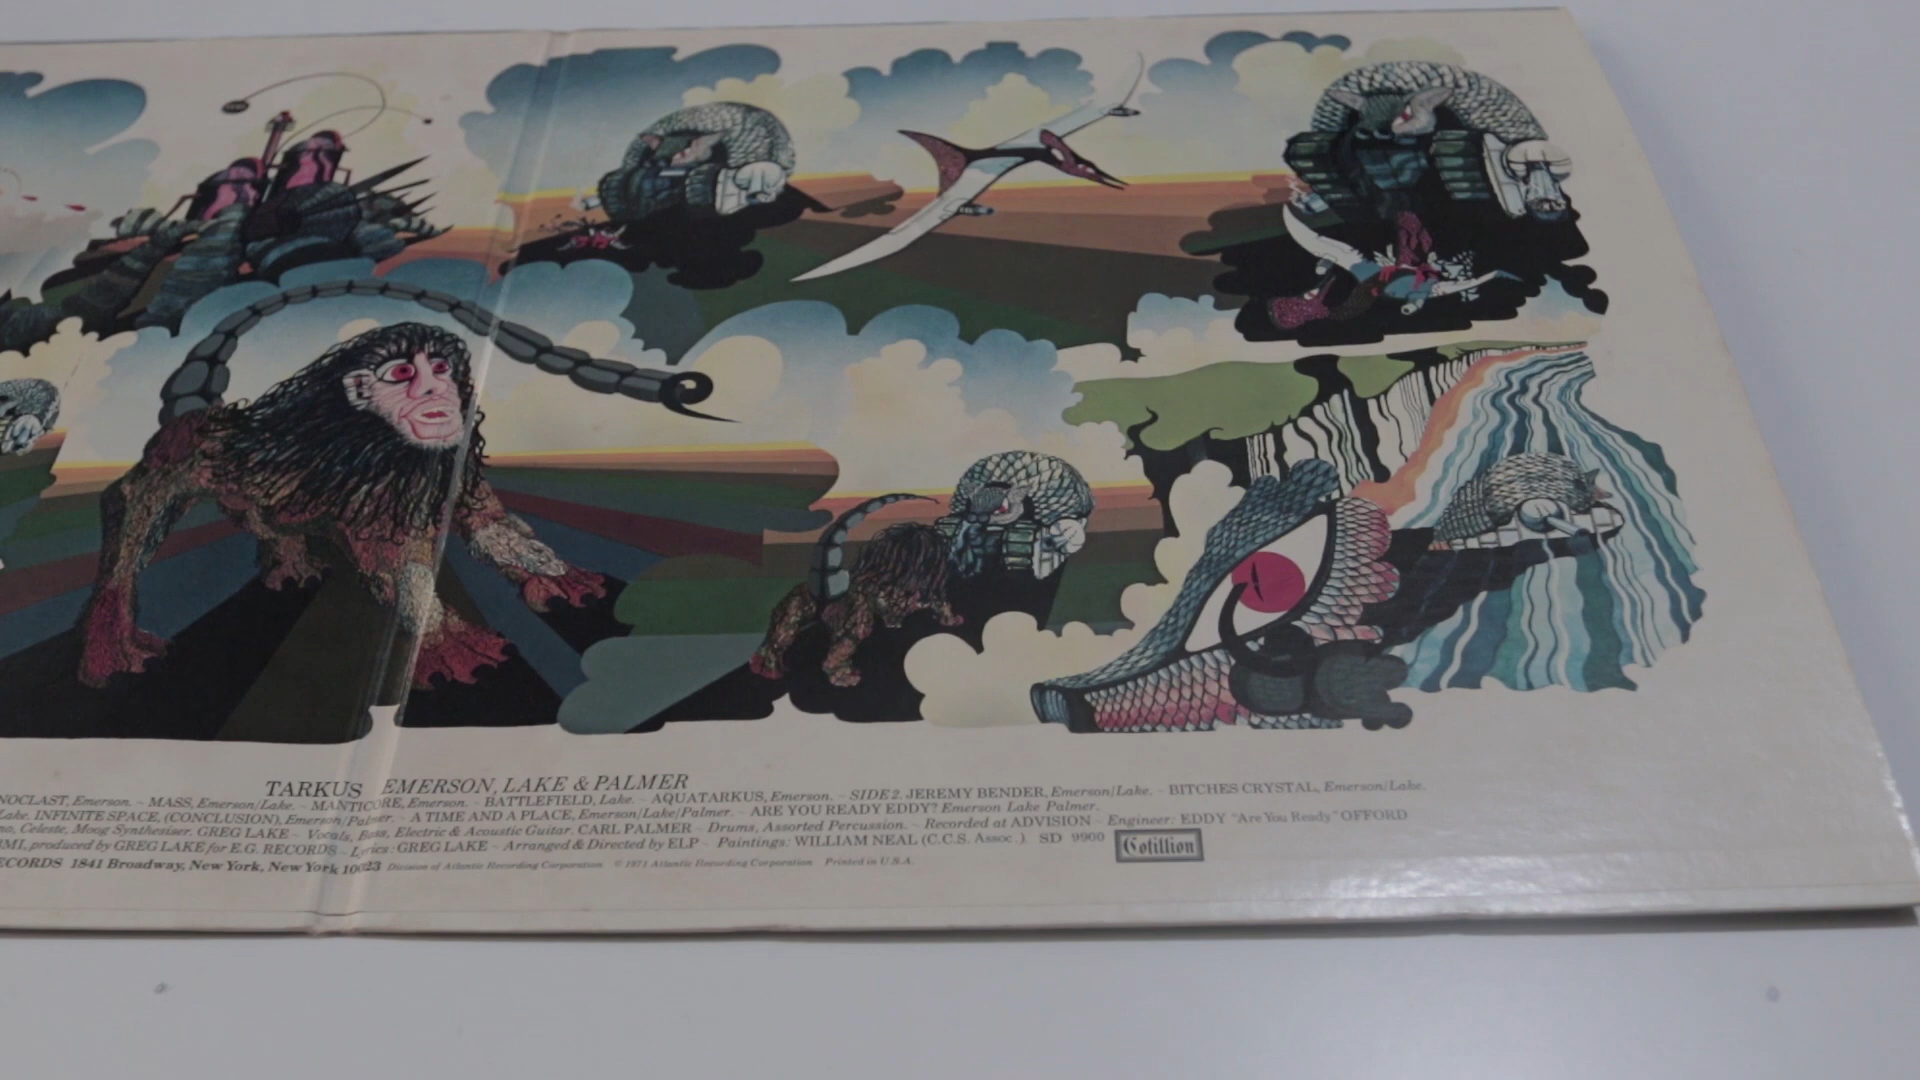 TARKUS EMERSON, LAKE & PALMER
NOCLAST, Emerson. ~ MASS, Emerson/Lake. ~ MANTICORE, Emerson. ~ BATTLEFIELD, Lake. ~ AQUATARKUS, Emerson. ~ SIDE 2. JEREMY BENDER, Emerson/Lake. ~ BITCHES CRYSTAL, Emerson/Lake.
Lake. INFINITE SPACE, (CONCLUSION), Emerson/Palmer. ~ A TIME AND A PLACE, Emerson/Lake/Palmer. ~ ARE YOU READY EDDY? Emerson Lake Palmer.
no, Celeste, Moog Synthesiser. GREG LAKE ~ Vocals, Bass, Electric & Acoustic Guitar. CARL PALMER ~ Drums, Assorted Percussion. ~ Recorded at ADVISION ~ Engineer: EDDY "Are You Ready" OFFORD
MI, produced by GREG LAKE for E.G. RECORDS ~ Lyrics: GREG LAKE ~ Arranged & Directed by ELP ~ Paintings: WILLIAM NEAL (C.C.S. Assoc.). SD 9900 Cotillion
ECORDS 1841 Broadway, New York, New York 10023 Division of Atlantic Recording Corporation © 1971 Atlantic Recording Corporation Printed in U.S.A.